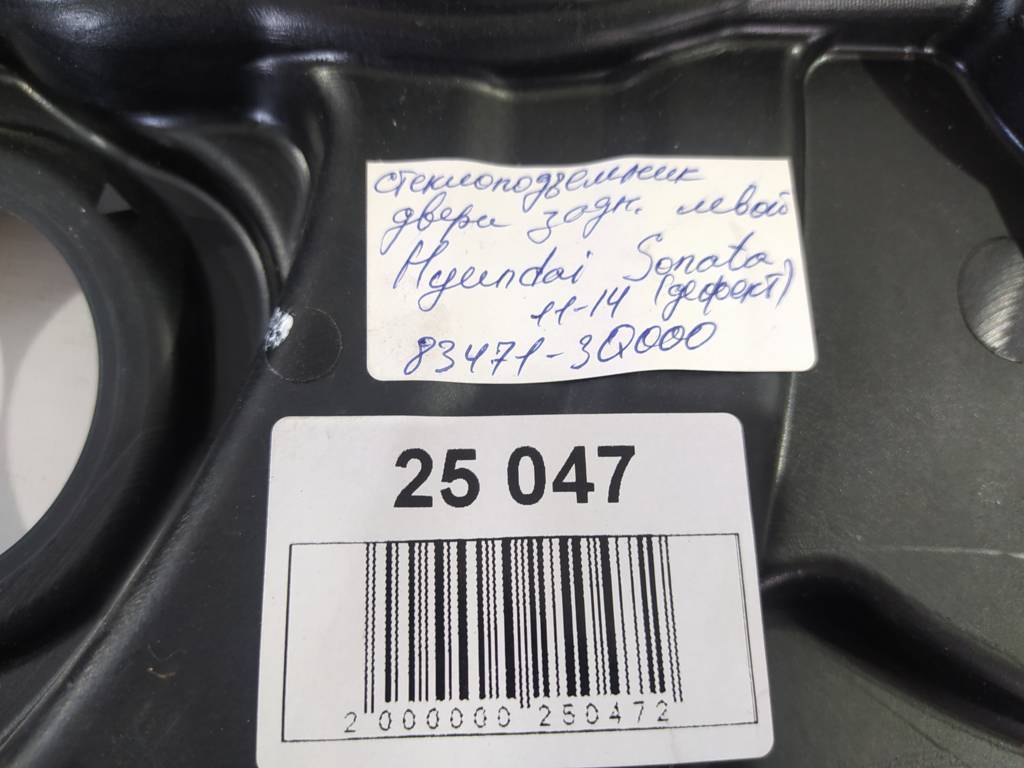 стеклоподъемник
двери задн. левой
Hyundai Sonata
11-14 (дефект)
83471-3Q000
25 047
2 000000 250472